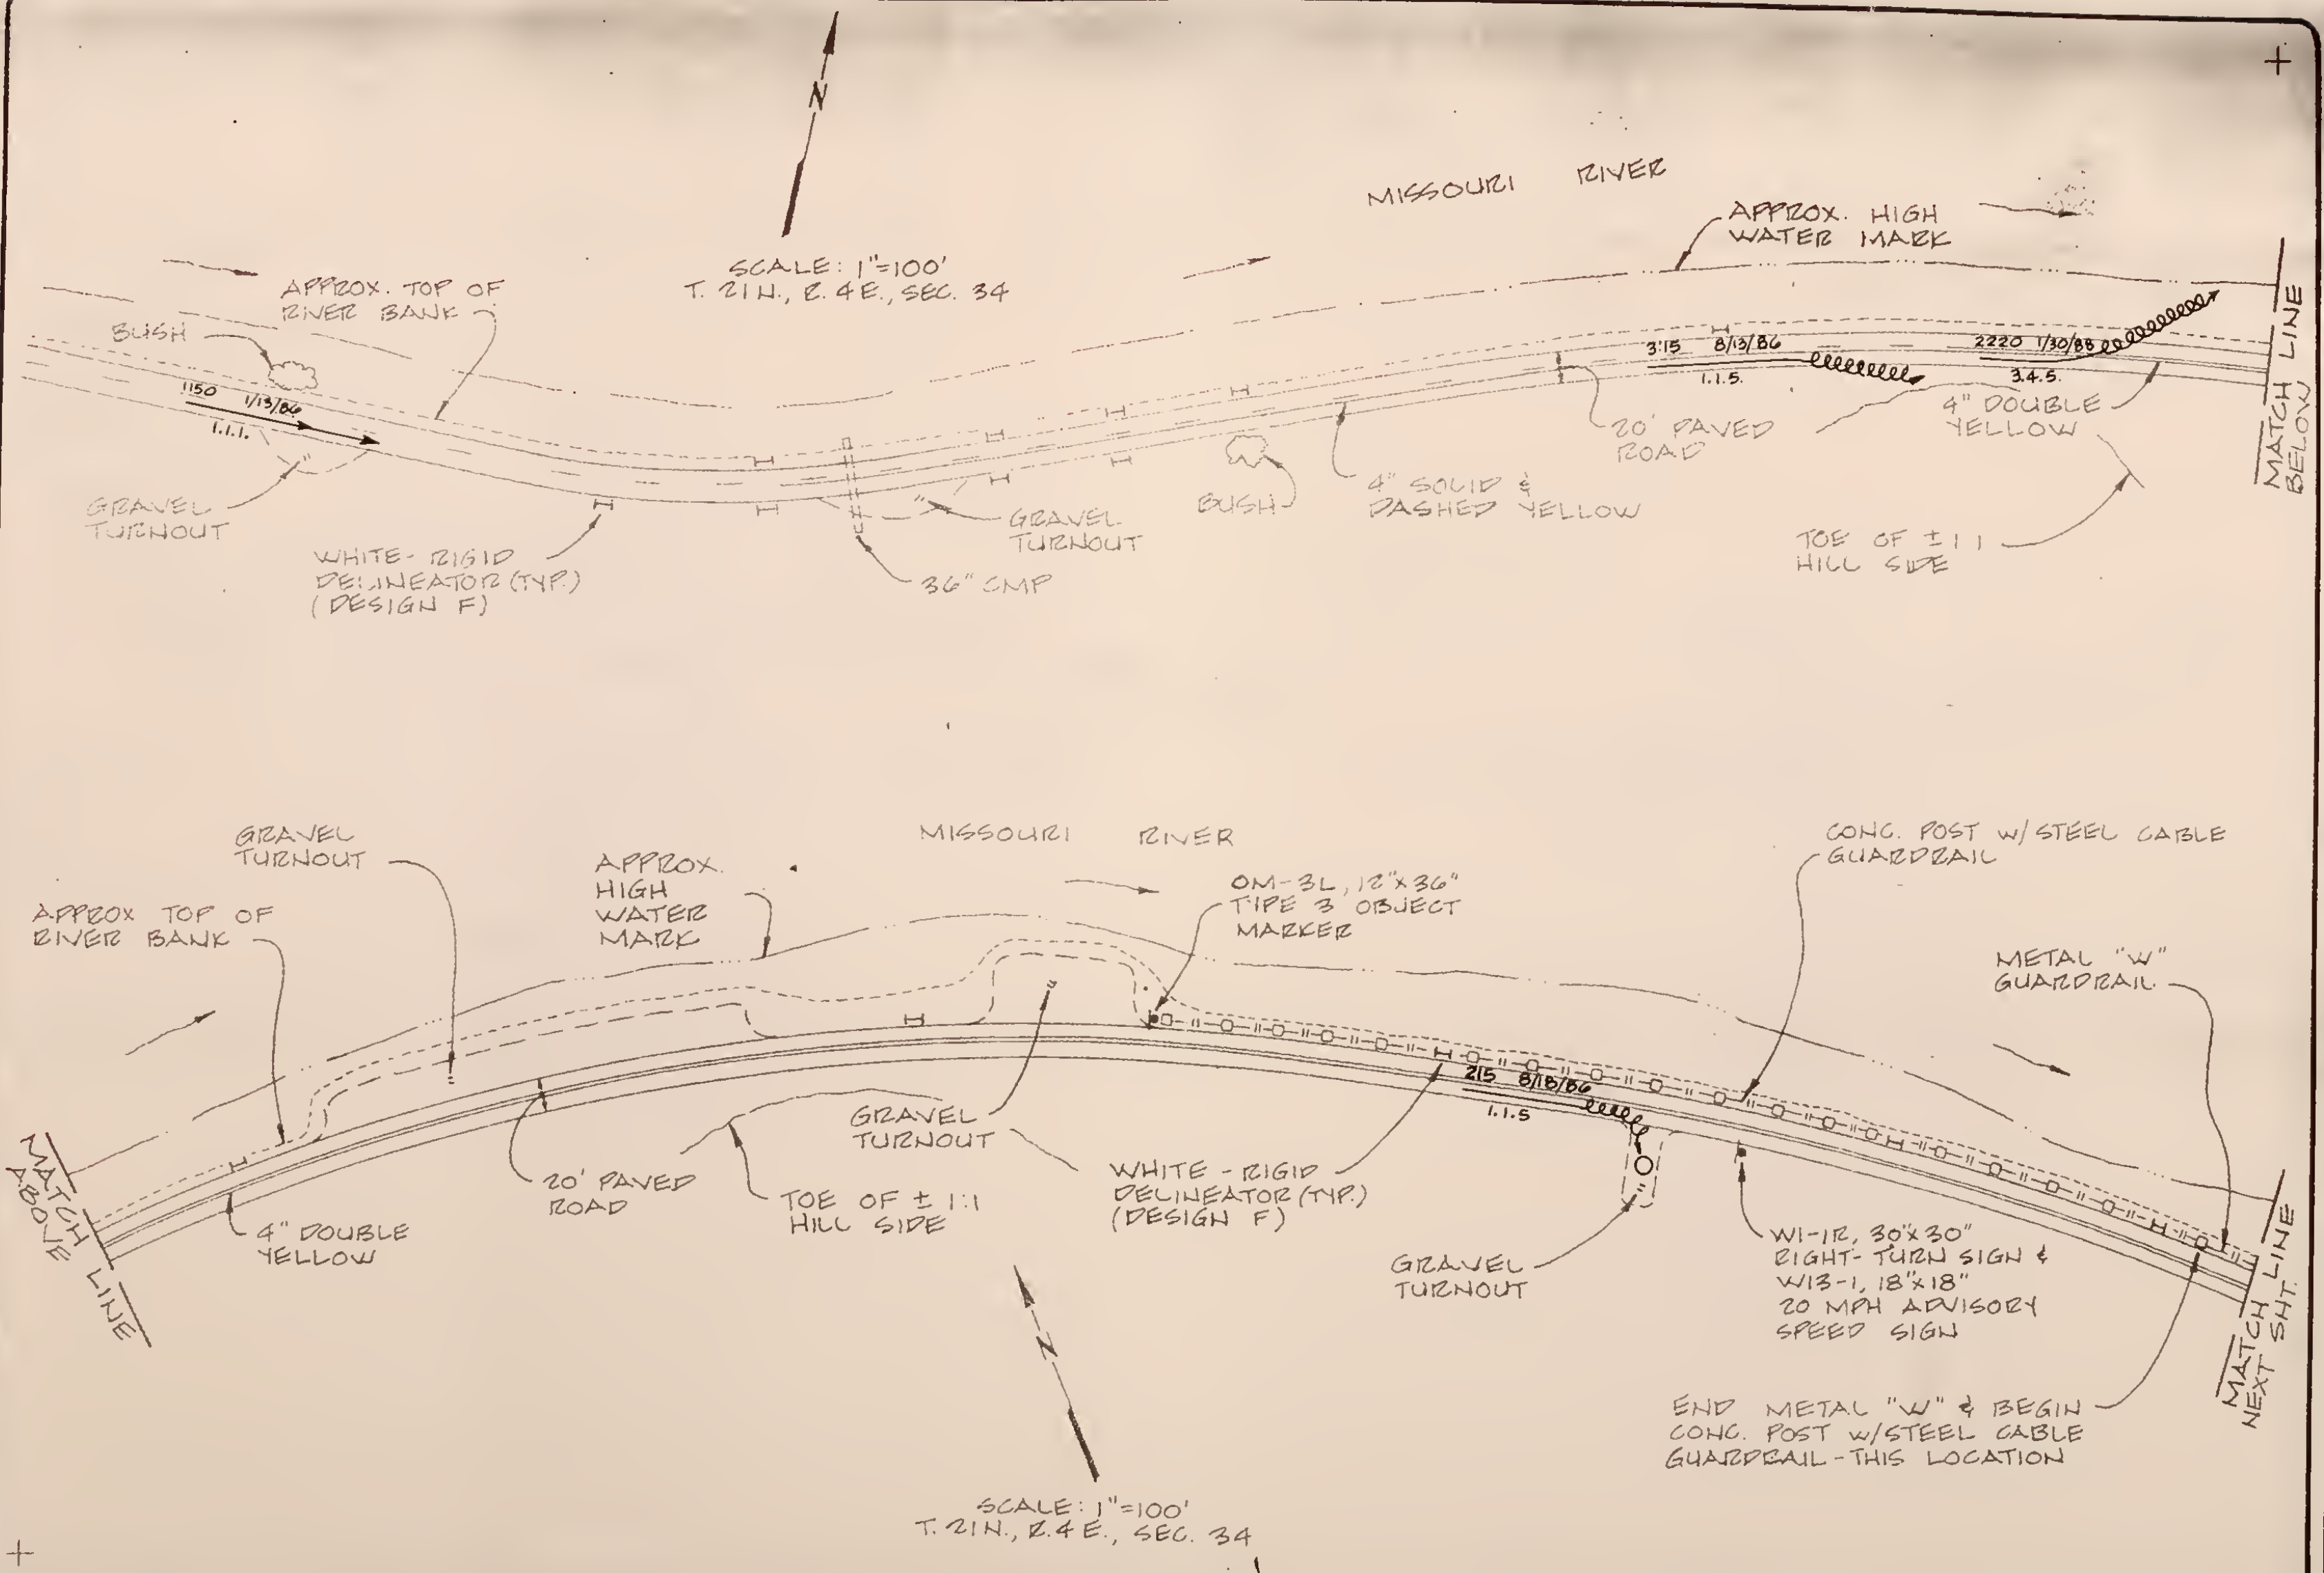 N
MISSOURI RIVER
APPROX. HIGH
WATER MARK
SCALE: 1"=100'
T. 21N., R. 4E., SEC. 34
APPROX. TOP OF
RIVER BANK
BUSH
1150 1/13/86
1.1.1.
GRAVEL
TURNOUT
WHITE-RIGID
DELINEATOR (TYP.)
(DESIGN F)
36" CMP
GRAVEL
TURNOUT
BUSH
4" SOLID &
DASHED YELLOW
20' PAVED
ROAD
3:15 8/13/86
1.1.5.
2220 1/30/88
3.4.5.
4" DOUBLE
YELLOW
TOE OF ± 1 1
HILL SIDE
MATCH LINE
BELOW
GRAVEL
TURNOUT
APPROX TOP OF
RIVER BANK
APPROX.
HIGH
WATER
MARK
MISSOURI RIVER
OM-3L, 12"x36"
TYPE 3 OBJECT
MARKER
CONC. POST W/STEEL CABLE
GUARDRAIL
METAL "W"
GUARDRAIL
MATCH LINE
ABOVE
4" DOUBLE
YELLOW
20' PAVED
ROAD
TOE OF ± 1:1
HILL SIDE
GRAVEL
TURNOUT
WHITE-RIGID
DELINEATOR (TYP.)
(DESIGN F)
215 8/18/86
1.1.5
GRAVEL
TURNOUT
W1-1R, 30"x30"
RIGHT-TURN SIGN &
W13-1, 18"x18"
20 MPH ADVISORY
SPEED SIGN
END METAL "W" & BEGIN
CONC. POST W/STEEL CABLE
GUARDRAIL-THIS LOCATION
MATCH LINE
NEXT SHT.
N
SCALE: 1"=100'
T. 21N., R. 4E., SEC. 34